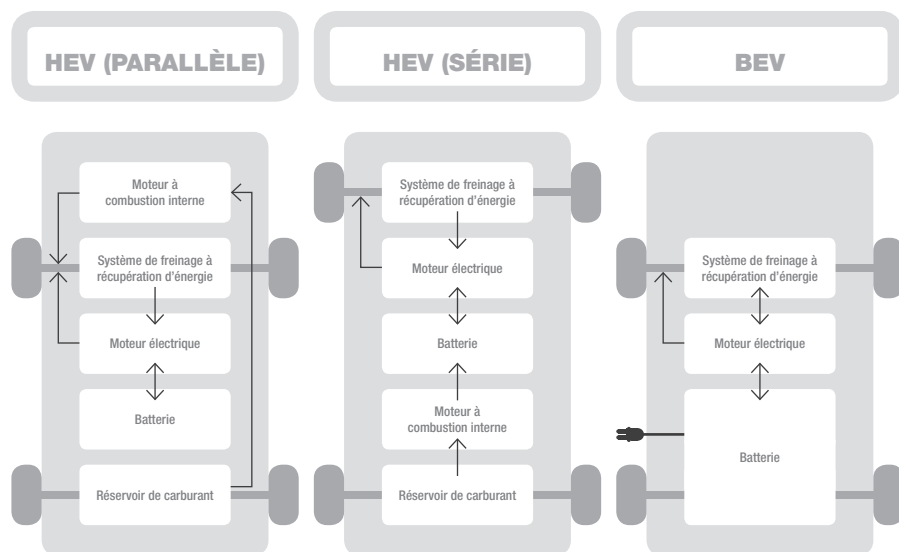 HEV (PARALLÈLE)
Moteur à
combustion interne
Système de freinage à
récupération d'énergie
Moteur électrique
Batterie
Réservoir de carburant
HEV (SÉRIE)
Système de freinage à
récupération d'énergie
Moteur électrique
Batterie
Moteur à
combustion interne
Réservoir de carburant
BEV
Système de freinage à
récupération d'énergie
Moteur électrique
Batterie